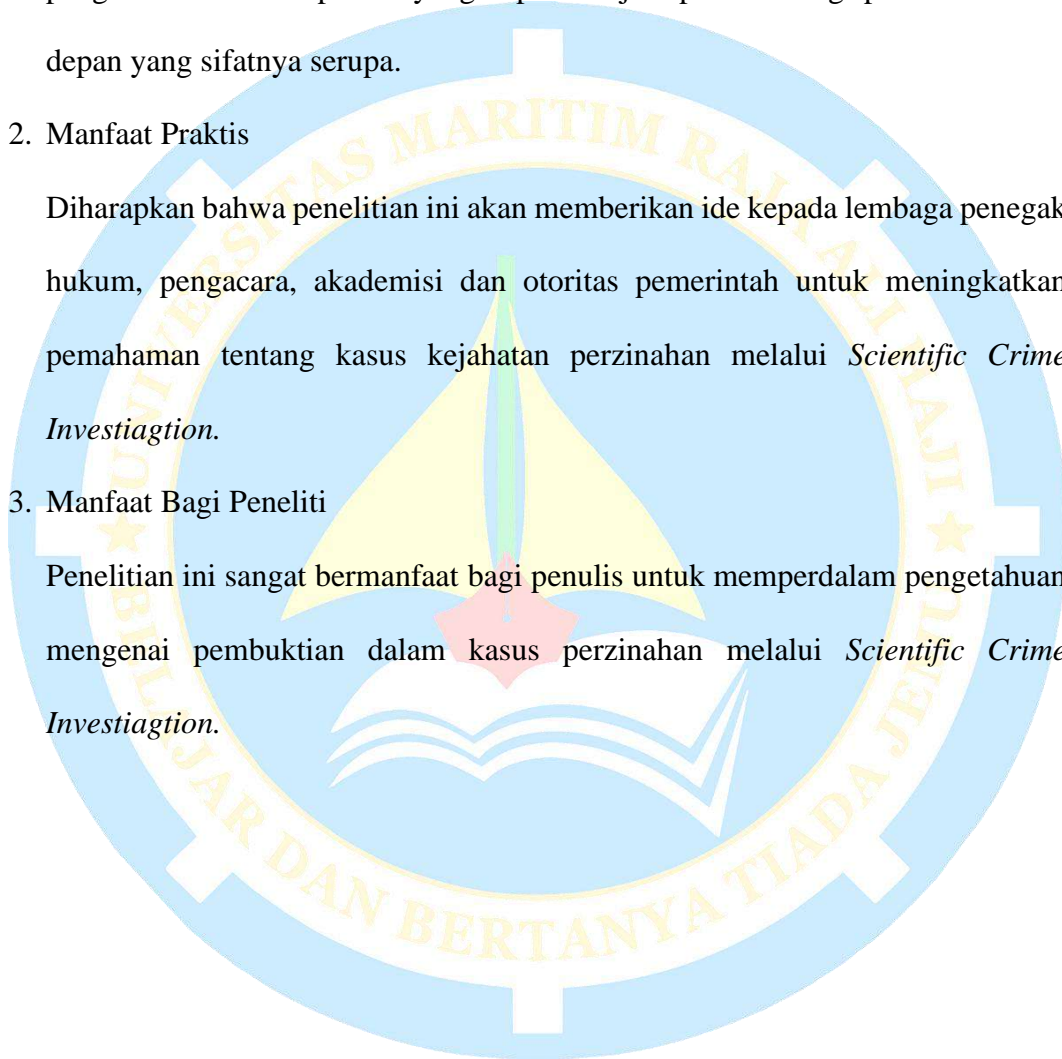 depan yang sifatnya serupa.
2. Manfaat Praktis
Diharapkan bahwa penelitian ini akan memberikan ide kepada lembaga penegak
hukum, pengacara, akademisi dan otoritas pemerintah untuk meningkatkan
pemahaman tentang kasus kejahatan perzinahan melalui Scientific Crime
Investiagtion.
3. Manfaat Bagi Peneliti
Penelitian ini sangat bermanfaat bagi penulis untuk memperdalam pengetahuan
mengenai pembuktian dalam kasus perzinahan melalui Scientific Crime
Investiagtion.
UNIVERSITAS MARITIM RAJA ALI HAJI
BELAJAR DAN BERTANYA TIADA JEMU